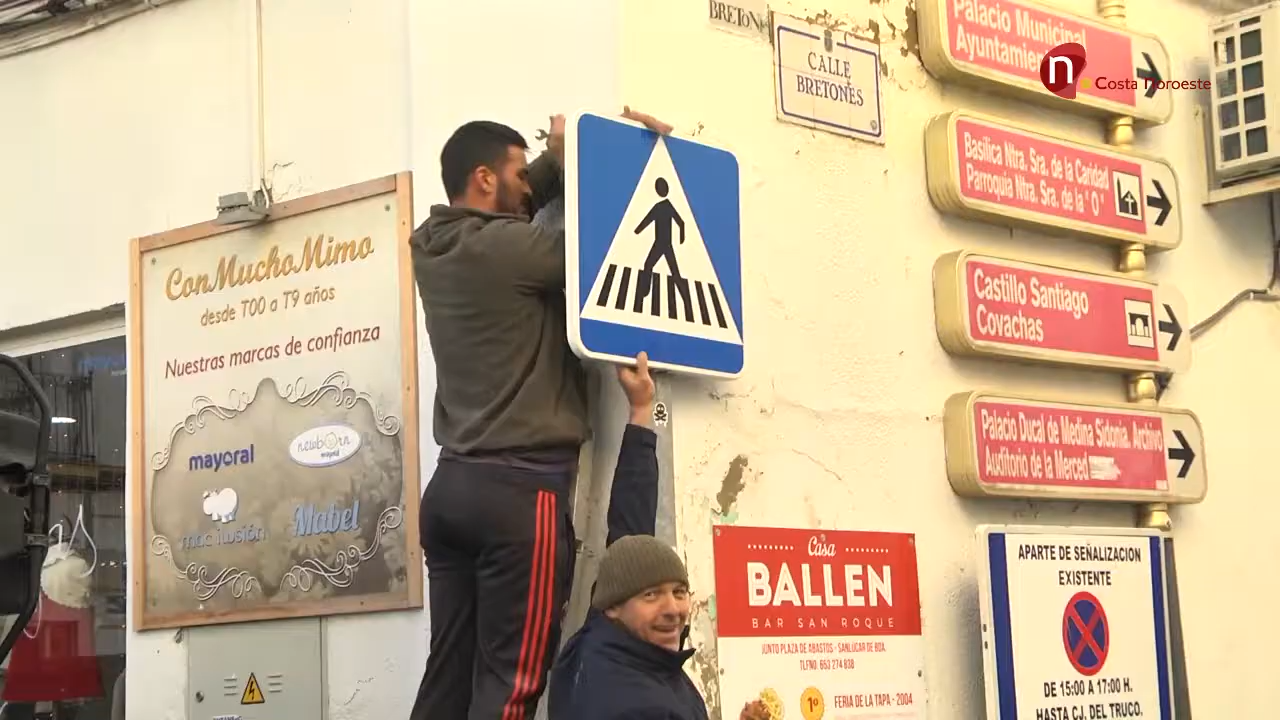 BRETON
CALLE
BRETONES
Palacio Municipal
Ayuntamien
n
Costa Noroeste
Basilica Ntra. Sra. de la Caridad
Parroquia Ntra. Sra. de la "O"
Castillo Santiago
Covachas
Palacio Ducal de Medina Sidonia. Archivo
Auditorio de la Merced
ConMuchoMimo
desde T00 a T9 años
Nuestras marcas de confianza
mayoral
newborn
mayoral
mac ilusión
Mabel
Casa
BALLEN
BAR SAN ROQUE
JUNTO PLAZA DE ABASTOS - SANLUCAR DE BDA.
TLFNO: 653 274 838
1º
FERIA DE LA TAPA - 2004
APARTE DE SEÑALIZACION
EXISTENTE
DE 15:00 A 17:00 H.
HASTA CJ. DEL TRUCO.